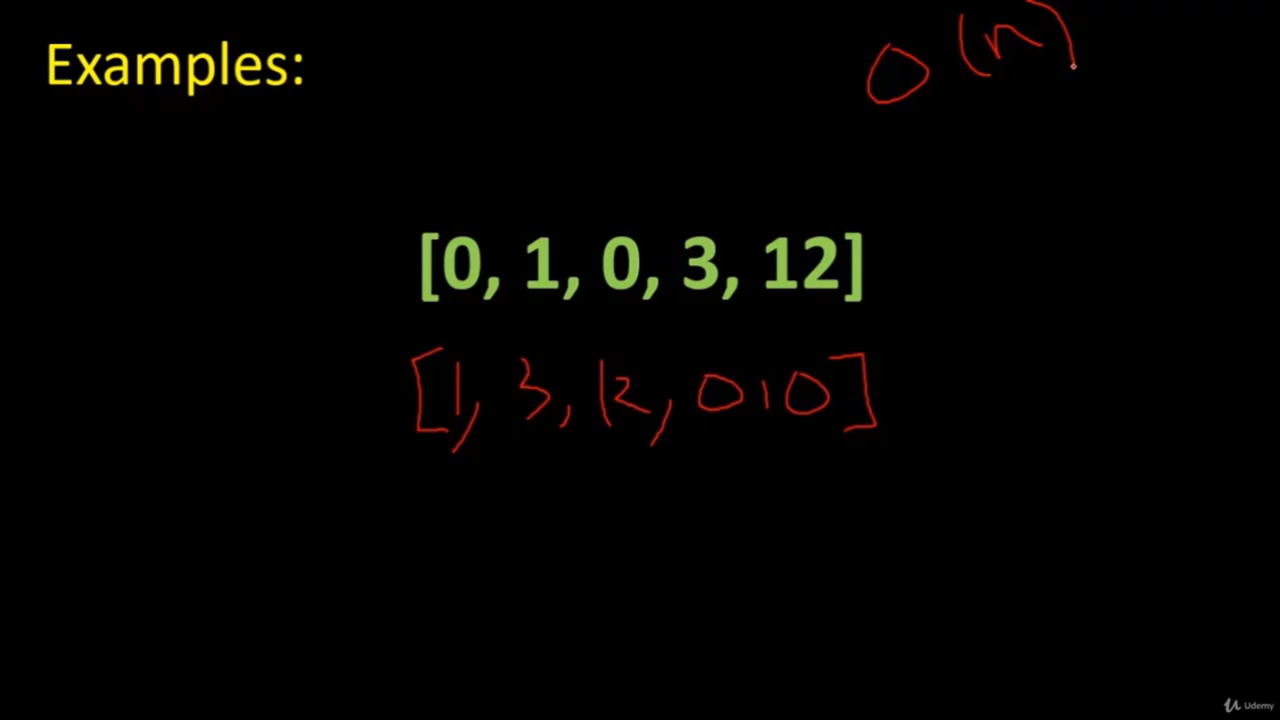 Examples:
O(n)
[0, 1, 0, 3, 12]
[1, 3, 12, 0, 0]
Udemy